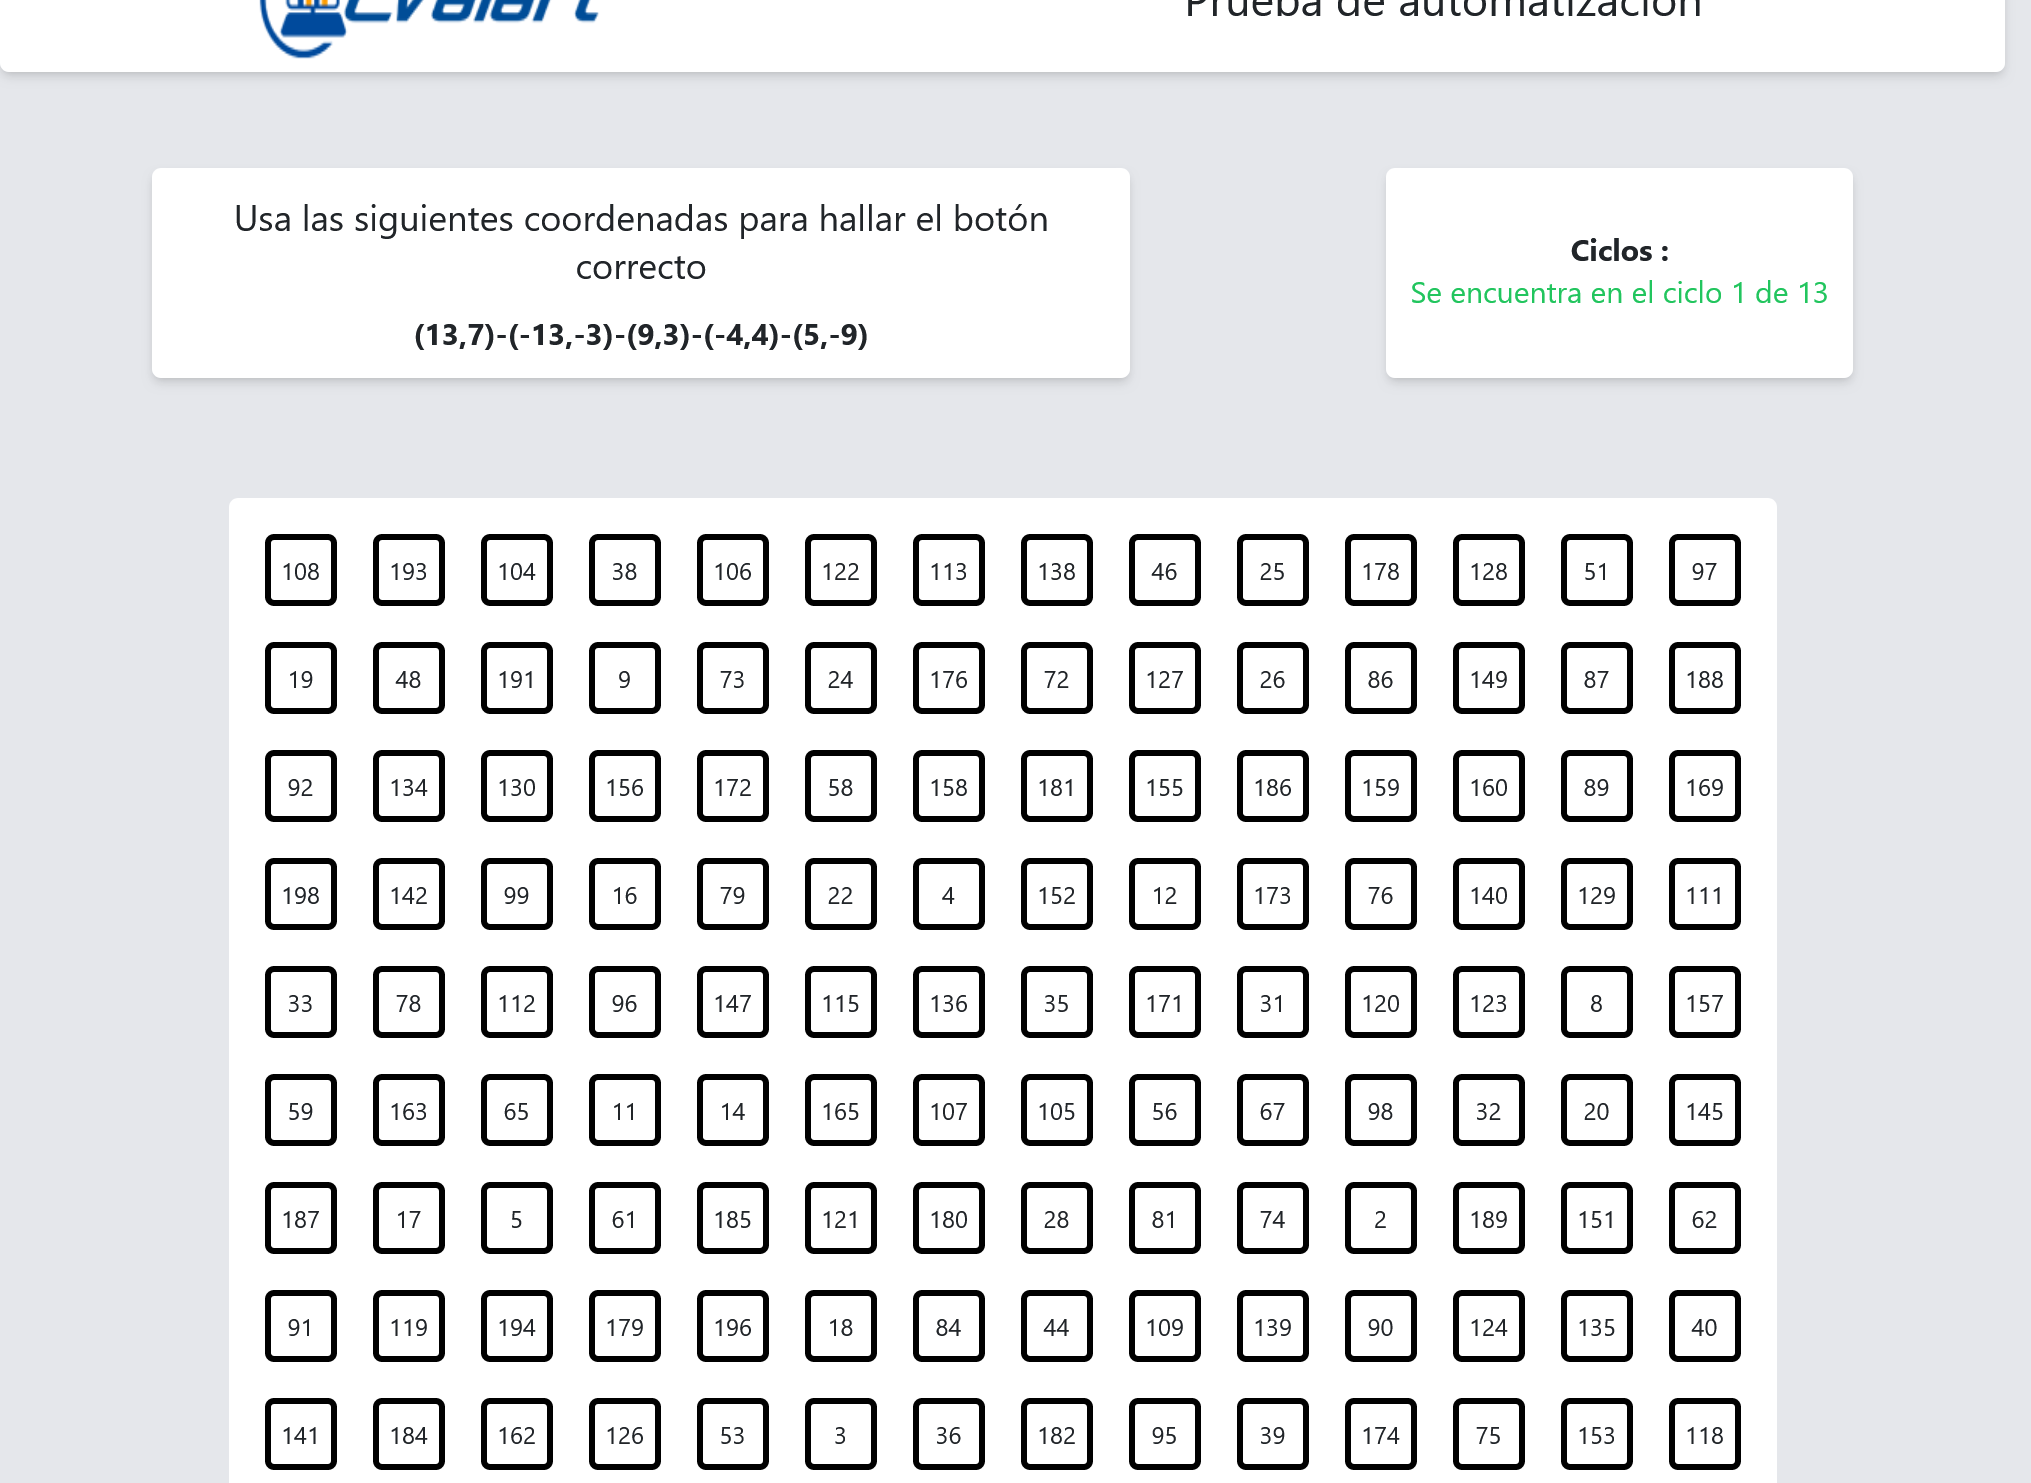 Evalart
Prueba de automatización
Usa las siguientes coordenadas para hallar el botón
correcto
(13,7)-(-13,-3)-(9,3)-(-4,4)-(5,-9)
Ciclos :
Se encuentra en el ciclo 1 de 13
108 193 104 38 106 122 113 138 46 25 178 128 51 97
19 48 191 9 73 24 176 72 127 26 86 149 87 188
92 134 130 156 172 58 158 181 155 186 159 160 89 169
198 142 99 16 79 22 4 152 12 173 76 140 129 111
33 78 112 96 147 115 136 35 171 31 120 123 8 157
59 163 65 11 14 165 107 105 56 67 98 32 20 145
187 17 5 61 185 121 180 28 81 74 2 189 151 62
91 119 194 179 196 18 84 44 109 139 90 124 135 40
141 184 162 126 53 3 36 182 95 39 174 75 153 118